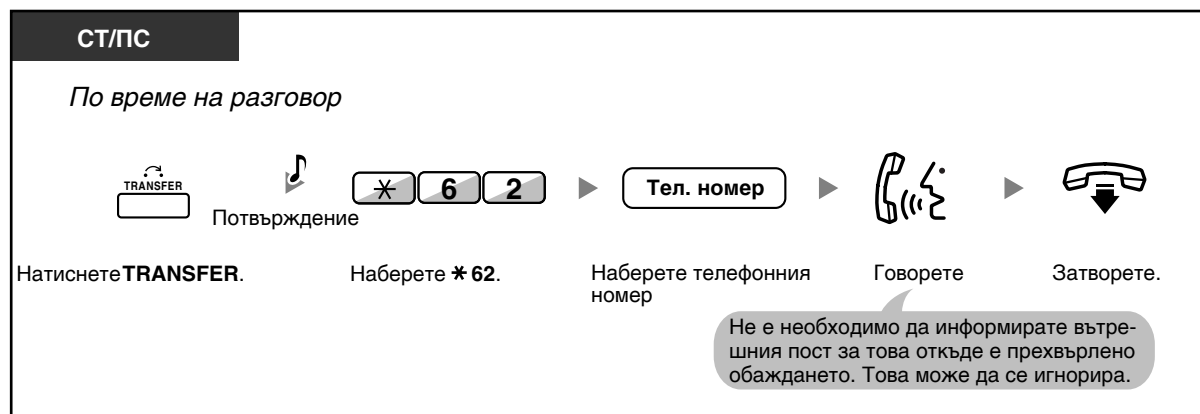 СТ/ПС
По време на разговор
TRANSFER
Потвърждение
* 6 2
Тел. номер
Натиснете TRANSFER.
Наберете * 62.
Наберете телефонния
номер
Говорете
Затворете.
Не е необходимо да информирате вътре-
шния пост за това откъде е прехвърлено
обаждането. Това може да се игнорира.